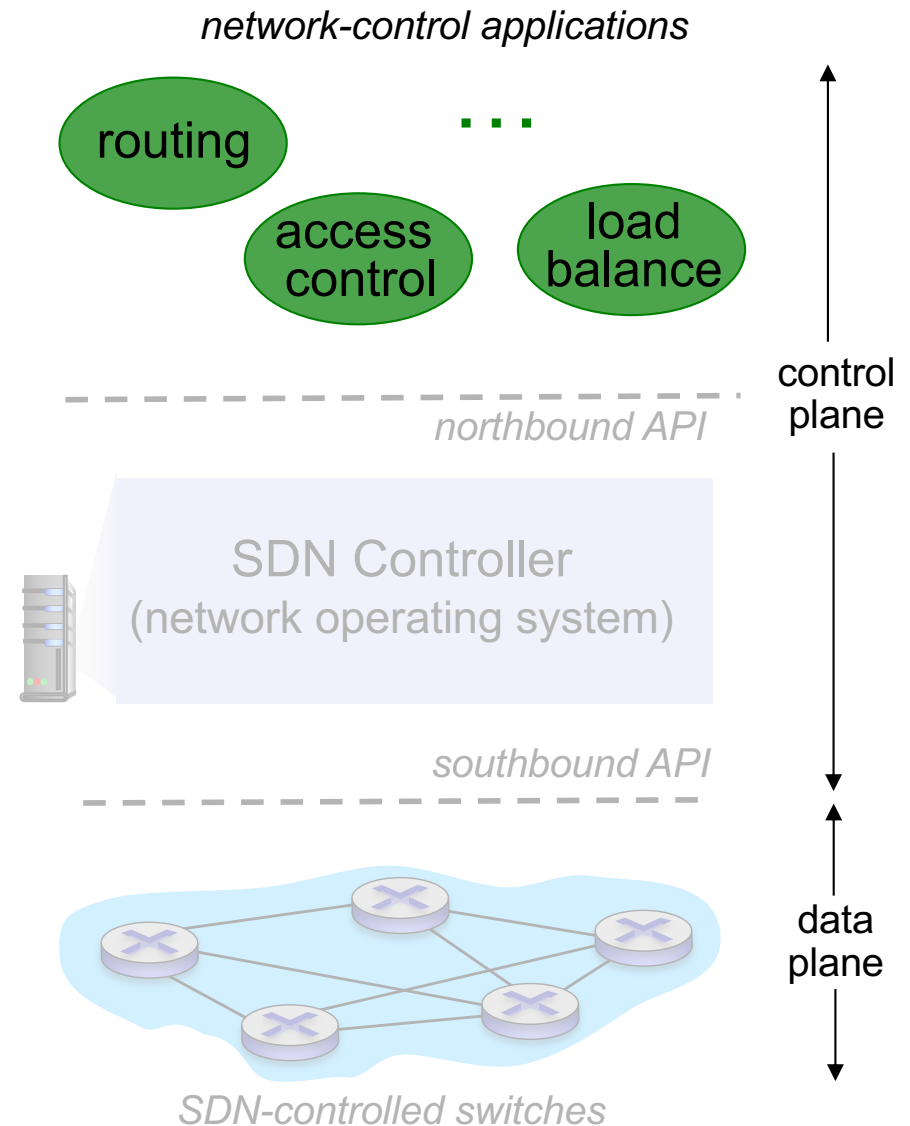 network-control applications
routing
. . .
access
control
load
balance
control
plane
northbound API
SDN Controller
(network operating system)
southbound API
data
plane
SDN-controlled switches